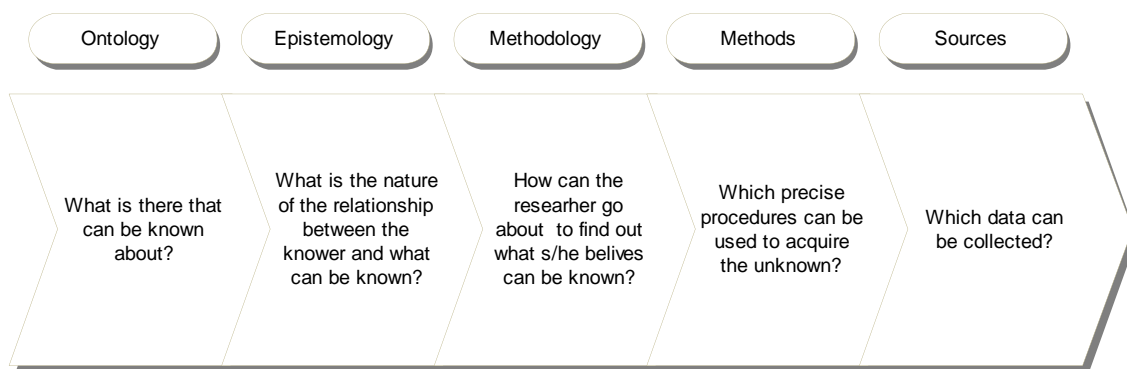 Ontology
Epistemology
Methodology
Methods
Sources
What is there that
can be known
about?
What is the nature
of the relationship
between the
knower and what
can be known?
How can the
researher go
about to find out
what s/he belives
can be known?
Which precise
procedures can be
used to acquire
the unknown?
Which data can
be collected?